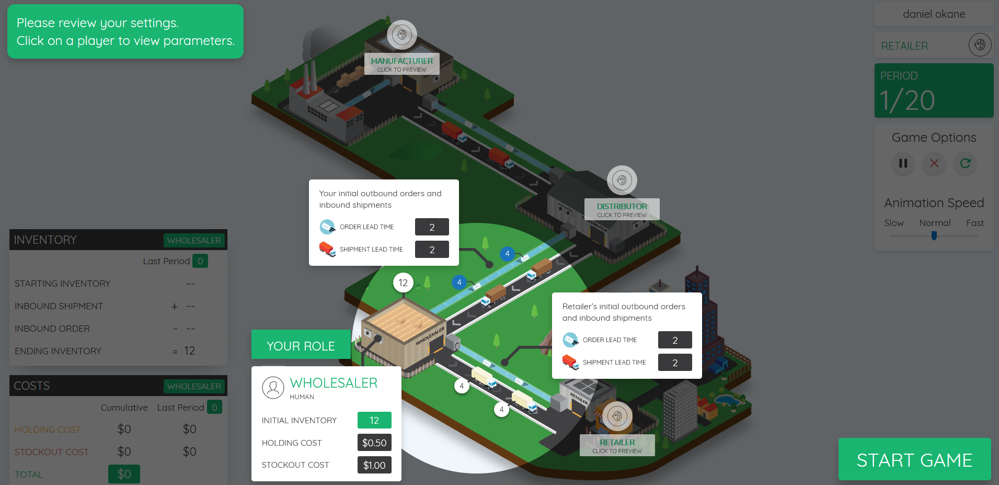 Please review your settings.
Click on a player to view parameters.
daniel okane
RETAILER
PERIOD
1/20
Game Options
Animation Speed
Slow Normal Fast
MANUFACTURER
CLICK TO PREVIEW
MANUFACTURER
DISTRIBUTOR
CLICK TO PREVIEW
DISTRIBUTOR
Your initial outbound orders and
inbound shipments
ORDER LEAD TIME 2
SHIPMENT LEAD TIME 2
4
4
12
WHOLESALER
Retailer's initial outbound orders
and inbound shipments
ORDER LEAD TIME 2
SHIPMENT LEAD TIME 2
4
4
RETAILER
RETAILER
CLICK TO PREVIEW
YOUR ROLE
WHOLESALER
HUMAN
INITIAL INVENTORY 12
HOLDING COST $0.50
STOCKOUT COST $1.00
INVENTORY WHOLESALER
Last Period 0
STARTING INVENTORY --
INBOUND SHIPMENT + --
INBOUND ORDER - --
ENDING INVENTORY = 12
COSTS WHOLESALER
Cumulative Last Period 0
HOLDING COST $0 $0
STOCKOUT COST $0 $0
TOTAL $0
START GAME